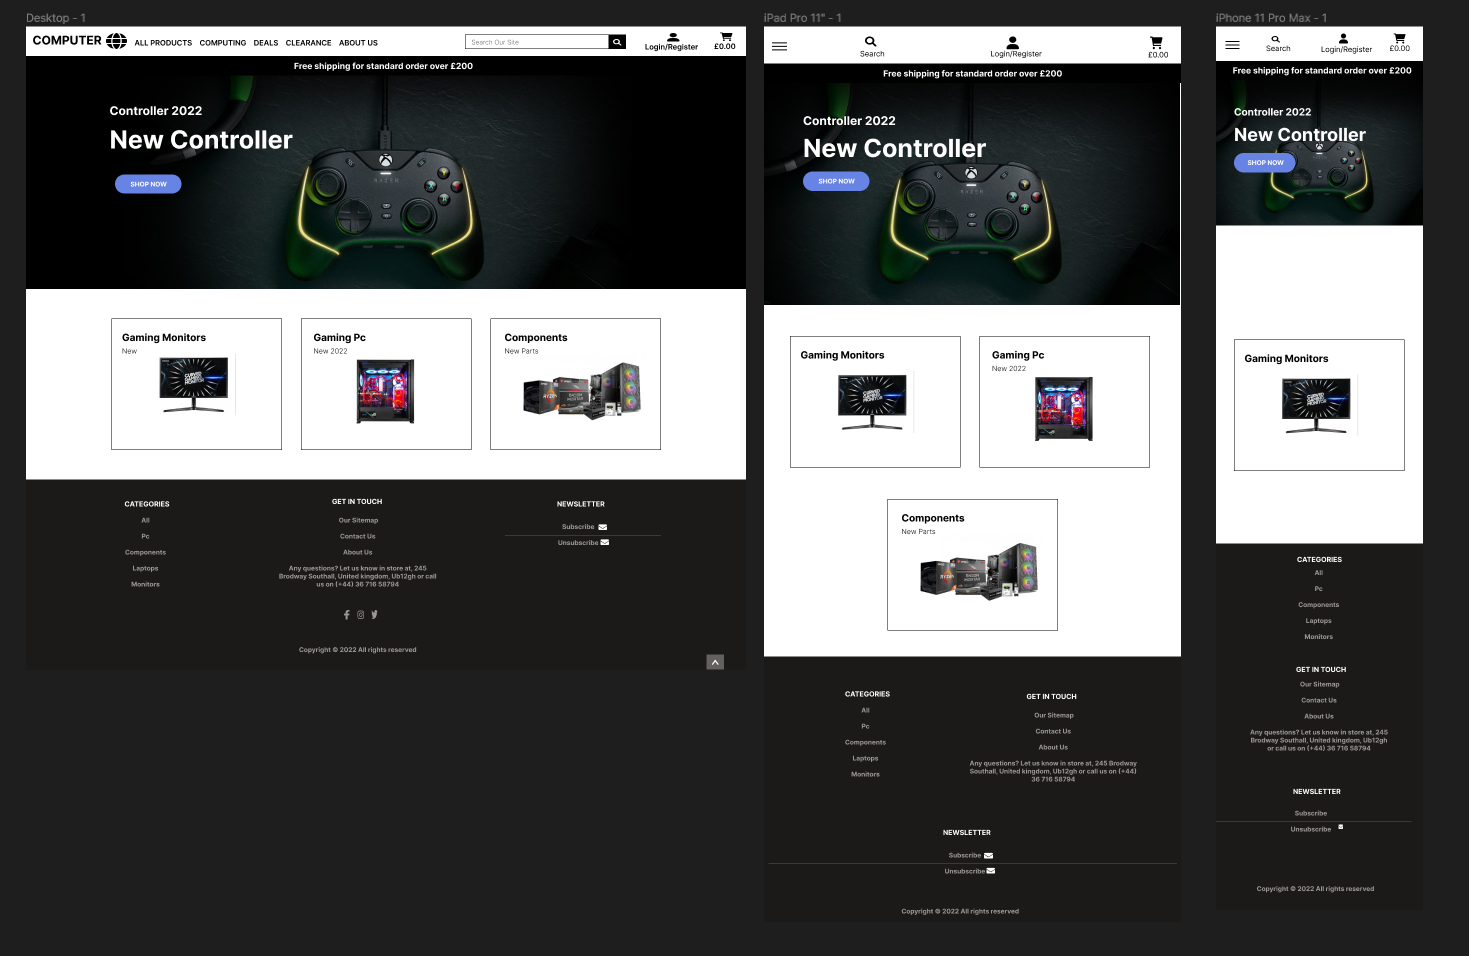 Desktop - 1
COMPUTER
ALL PRODUCTS COMPUTING DEALS CLEARANCE ABOUT US
Search Our Site
Login/Register
£0.00
Free shipping for standard order over £200
Controller 2022
New Controller
SHOP NOW
Gaming Monitors
New
CURVED
GAMING
MONITOR
Gaming Pc
New 2022
Components
New Parts
RYZEN
CATEGORIES
All
Pc
Components
Laptops
Monitors
GET IN TOUCH
Our Sitemap
Contact Us
About Us
Any questions? Let us know in store at, 245
Brodway Southall, United kingdom, Ub12gh or call
us on (+44) 36 716 58794
NEWSLETTER
Subscribe
Unsubscribe
Copyright © 2022 All rights reserved
iPad Pro 11" - 1
Search
Login/Register
£0.00
Free shipping for standard order over £200
Controller 2022
New Controller
SHOP NOW
Gaming Monitors
CURVED
GAMING
MONITOR
Gaming Pc
New 2022
Components
New Parts
RYZEN
CATEGORIES
All
Pc
Components
Laptops
Monitors
GET IN TOUCH
Our Sitemap
Contact Us
About Us
Any questions? Let us know in store at, 245 Brodway
Southall, United kingdom, Ub12gh or call us on (+44)
36 716 58794
NEWSLETTER
Subscribe
Unsubscribe
Copyright © 2022 All rights reserved
iPhone 11 Pro Max - 1
Search
Login/Register
£0.00
Free shipping for standard order over £200
Controller 2022
New Controller
SHOP NOW
Gaming Monitors
CURVED
GAMING
MONITOR
CATEGORIES
All
Pc
Components
Laptops
Monitors
GET IN TOUCH
Our Sitemap
Contact Us
About Us
Any questions? Let us know in store at, 245
Brodway Southall, United kingdom, Ub12gh
or call us on (+44) 36 716 58794
NEWSLETTER
Subscribe
Unsubscribe
Copyright © 2022 All rights reserved